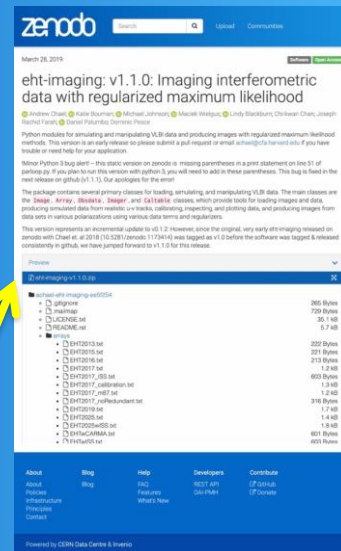 zenodo Search Upload Communities
March 28, 2019 Software Open Access
eht-imaging: v1.1.0: Imaging interferometric
data with regularized maximum likelihood
Andrew Chael; Katie Bouman; Michael Johnson; Maciek Wielgus; Lindy Blackburn; Chi-kwan Chan; Joseph
Rachid Farah; Daniel Palumbo; Dominic Pesce
Python modules for simulating and manipulating VLBI data and producing images with regularized maximum likelihood
methods. This version is an early release so please submit a pull request or email achael@cfa.harvard.edu if you have
trouble or need help for your application.
!Minor Python 3 bug alert! -- this static version on zenodo is missing parentheses in a print statement on line 51 of
parloop.py. If you plan to run this version with python 3, you will need to add in these parentheses. This bug is fixed in the
next release on github (v1.1.1). Our apologies for the error!
The package contains several primary classes for loading, simulating, and manipulating VLBI data. The main classes are
the Image, Array, Obsdata, Imager, and Caltable classes, which provide tools for loading images and data,
producing simulated data from realistic u-v tracks, calibrating, inspecting, and plotting data, and producing images from
data sets in various polarizations using various data terms and regularizers.
This version represents an incremental update to v0.1.2. However, since the original, very early eht-imaging released on
zenodo with Chael et. al 2018 (10.5281/zenodo.1173414) was tagged as v1.0 before the software was tagged & released
consistently in github, we have jumped forward to v1.1.0 for this release.
Preview
eht-imaging-v1.1.0.zip
achael-eht-imaging-ee85554
.gitignore 265 Bytes
.mailmap 729 Bytes
LICENSE.txt 35.1 kB
README.rst 5.7 kB
arrays
EHT2013.txt 222 Bytes
EHT2015.txt 221 Bytes
EHT2016.txt 213 Bytes
EHT2017.txt 1.2 kB
EHT2017_ISS.txt 603 Bytes
EHT2017_calibration.txt 1.3 kB
EHT2017_m87.txt 1.2 kB
EHT2017_noRedundant.txt 316 Bytes
EHT2019.txt 1.7 kB
EHT2025.txt 1.4 kB
EHT2025wISS.txt 1.8 kB
EHTwCARMA.txt 601 Bytes
EHTwISS.txt 603 Bytes
About Blog Help Developers Contribute
About Blog FAQ REST API GitHub
Policies Features OAI-PMH Donate
Infrastructure What's New
Principles
Contact
Powered by CERN Data Centre & Invenio